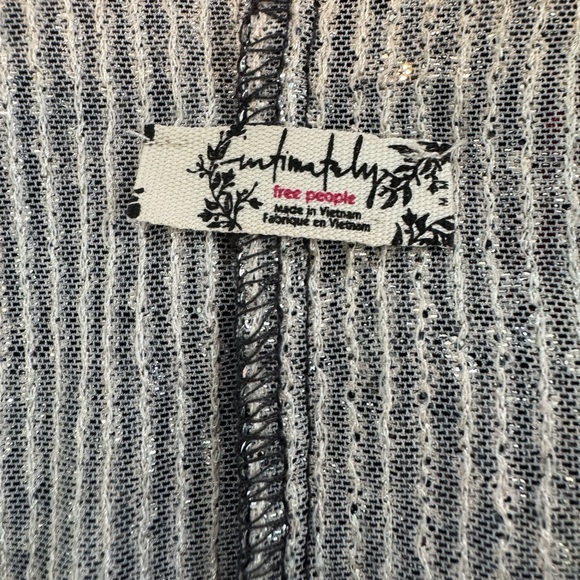 intimately
free people
Made in Vietnam
Fabriqué en Vietnam
M